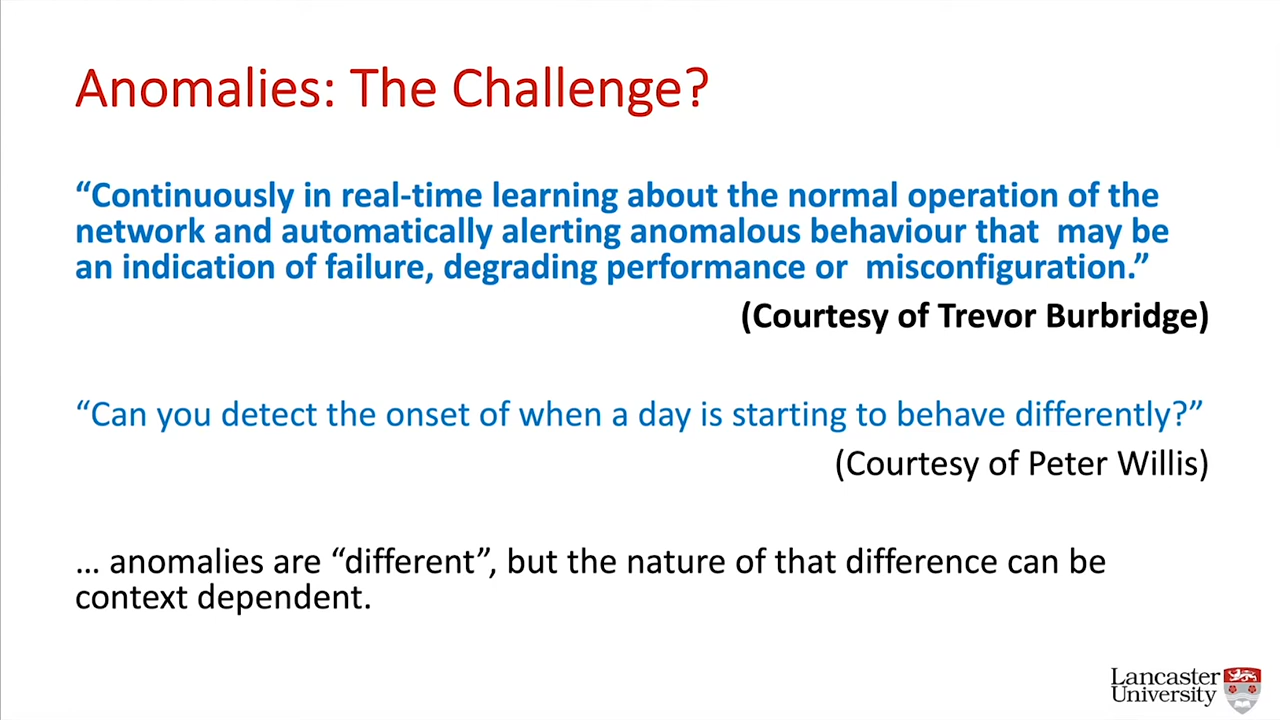 Anomalies: The Challenge?
“Continuously in real-time learning about the normal operation of the
network and automatically alerting anomalous behaviour that  may be
an indication of failure, degrading performance or  misconfiguration.”
(Courtesy of Trevor Burbridge)
“Can you detect the onset of when a day is starting to behave differently?”
(Courtesy of Peter Willis)
… anomalies are “different”, but the nature of that difference can be
context dependent.
Lancaster
University